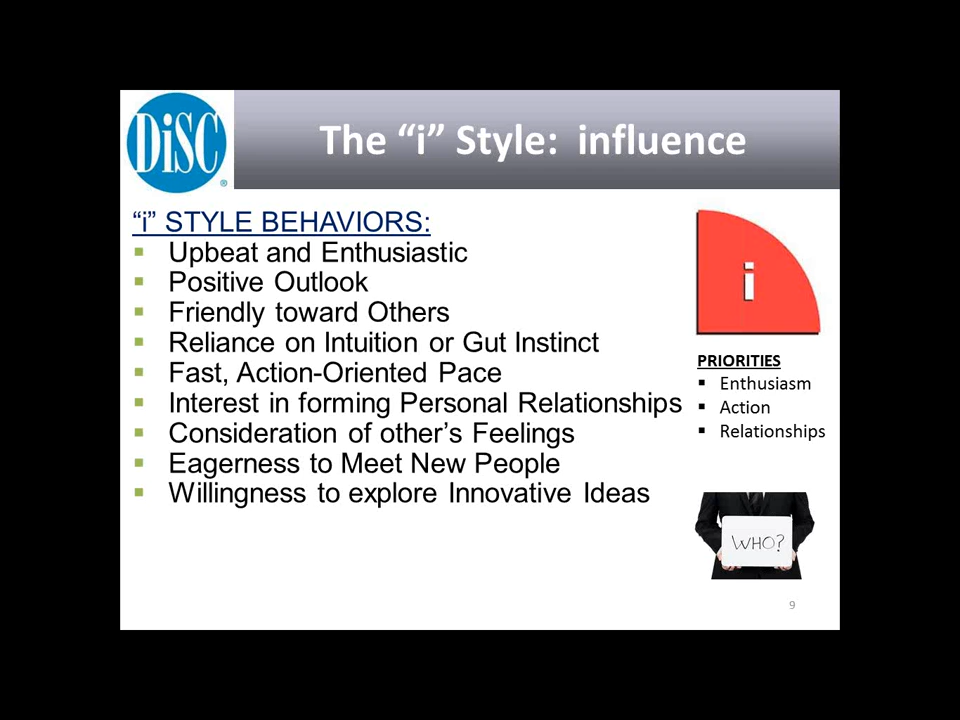 DiSC®
The “i” Style: influence
“i” STYLE BEHAVIORS:
▪ Upbeat and Enthusiastic
▪ Positive Outlook
▪ Friendly toward Others
▪ Reliance on Intuition or Gut Instinct
▪ Fast, Action-Oriented Pace
▪ Interest in forming Personal Relationships
▪ Consideration of other’s Feelings
▪ Eagerness to Meet New People
▪ Willingness to explore Innovative Ideas
i
PRIORITIES
▪ Enthusiasm
▪ Action
▪ Relationships
WHO?
9